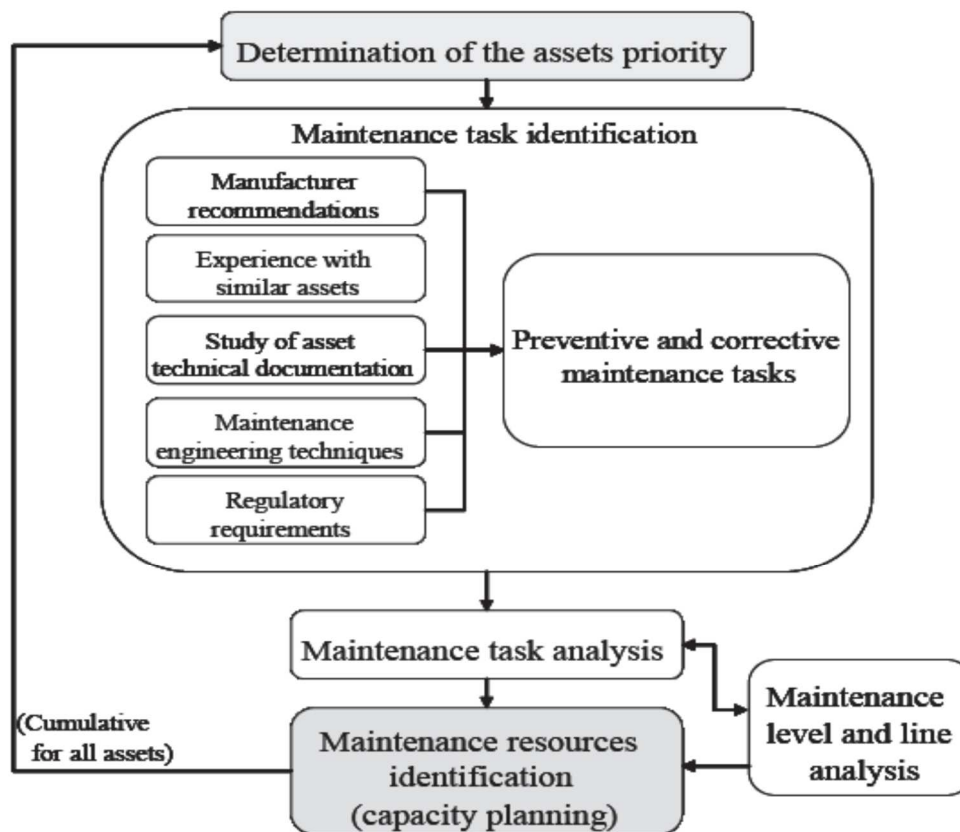 Determination of the assets priority
Maintenance task identification
Manufacturer
recommendations
Experience with
similar assets
Study of asset
technical documentation
Maintenance
engineering techniques
Regulatory
requirements
Preventive and corrective
maintenance tasks
Maintenance task analysis
Maintenance
level and line
analysis
(Cumulative
for all assets)
Maintenance resources
identification
(capacity planning)